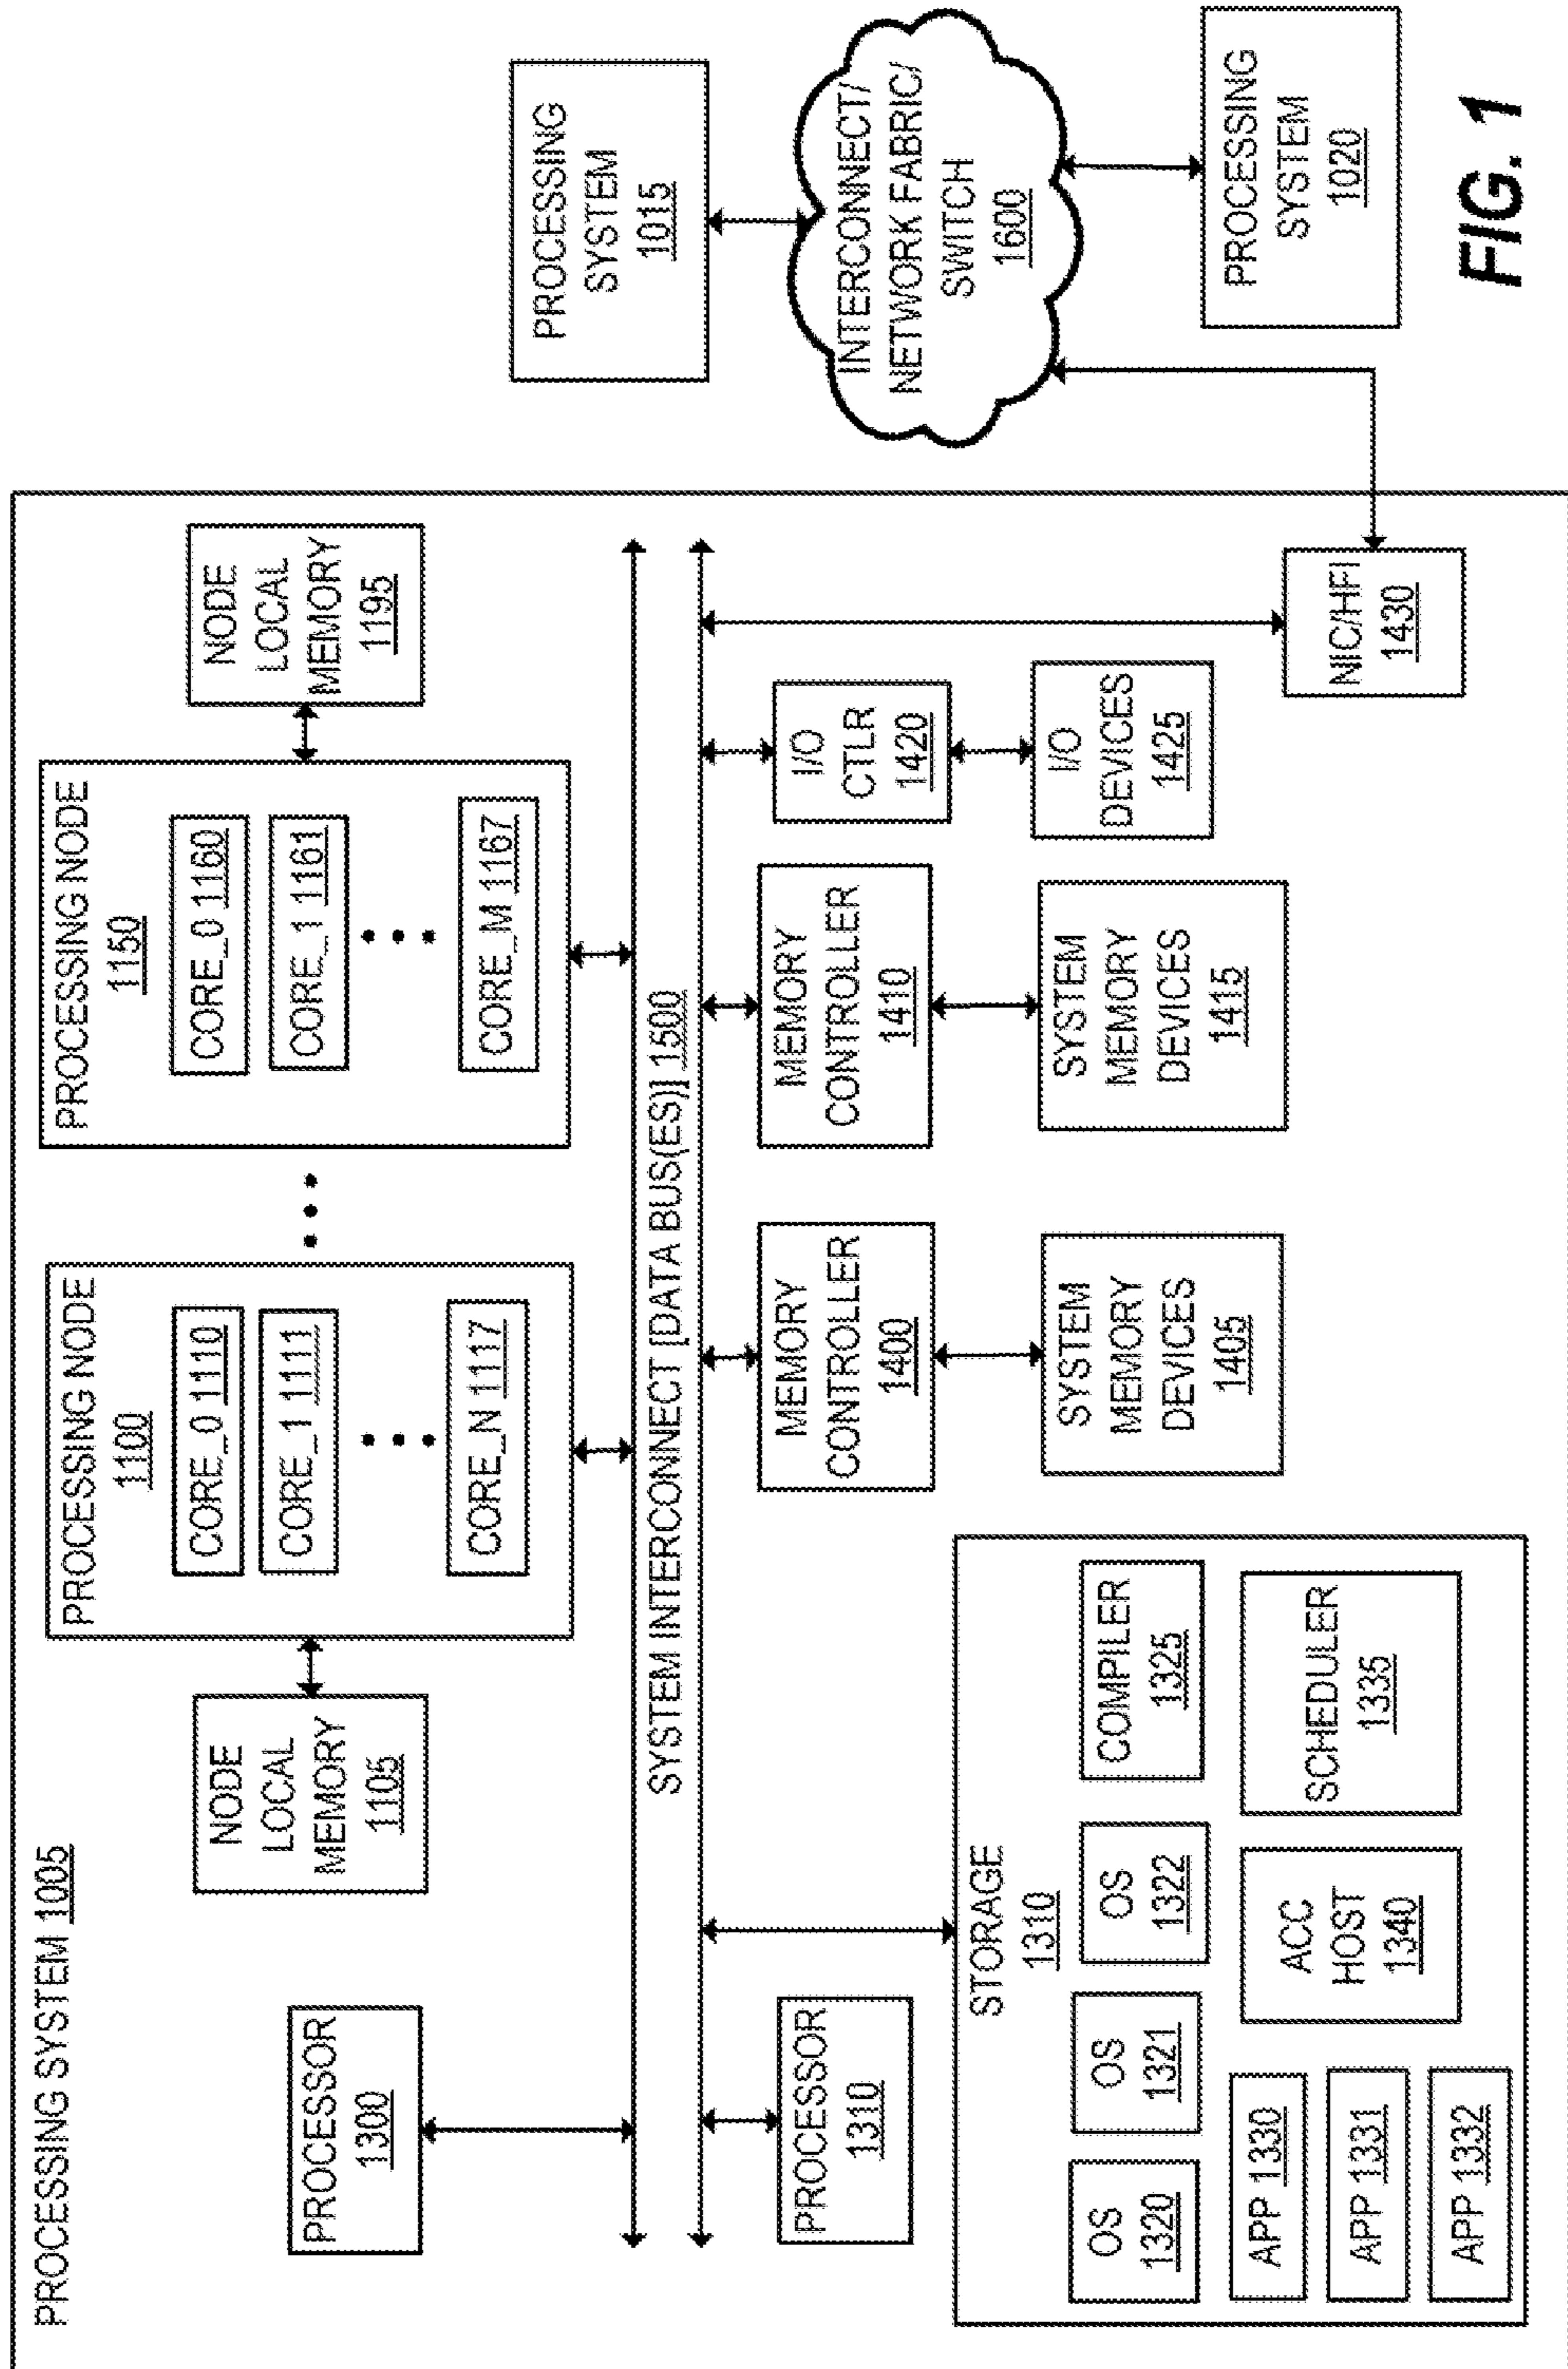 PROCESSING SYSTEM 1005
PROCESSOR
1300
NODE
LOCAL
MEMORY
1105
PROCESSING NODE
1100
CORE_0 1110
CORE_1 1111
CORE_N 1117
PROCESSING NODE
1150
CORE_0 1160
CORE_1 1161
CORE_M 1167
NODE
LOCAL
MEMORY
1195
SYSTEM INTERCONNECT [DATA BUS(ES)] 1500
PROCESSOR
1310
STORAGE
1310
OS
1320
OS
1321
OS
1322
COMPILER
1325
APP 1330
APP 1331
APP 1332
ACC
HOST
1340
SCHEDULER
1335
MEMORY
CONTROLLER
1400
SYSTEM
MEMORY
DEVICES
1405
MEMORY
CONTROLLER
1410
SYSTEM
MEMORY
DEVICES
1415
I/O
CTLR
1420
I/O
DEVICES
1425
NIC/HFI
1430
PROCESSING
SYSTEM
1015
INTERCONNECT/
NETWORK FABRIC/
SWITCH
1600
PROCESSING
SYSTEM
1020
FIG. 1